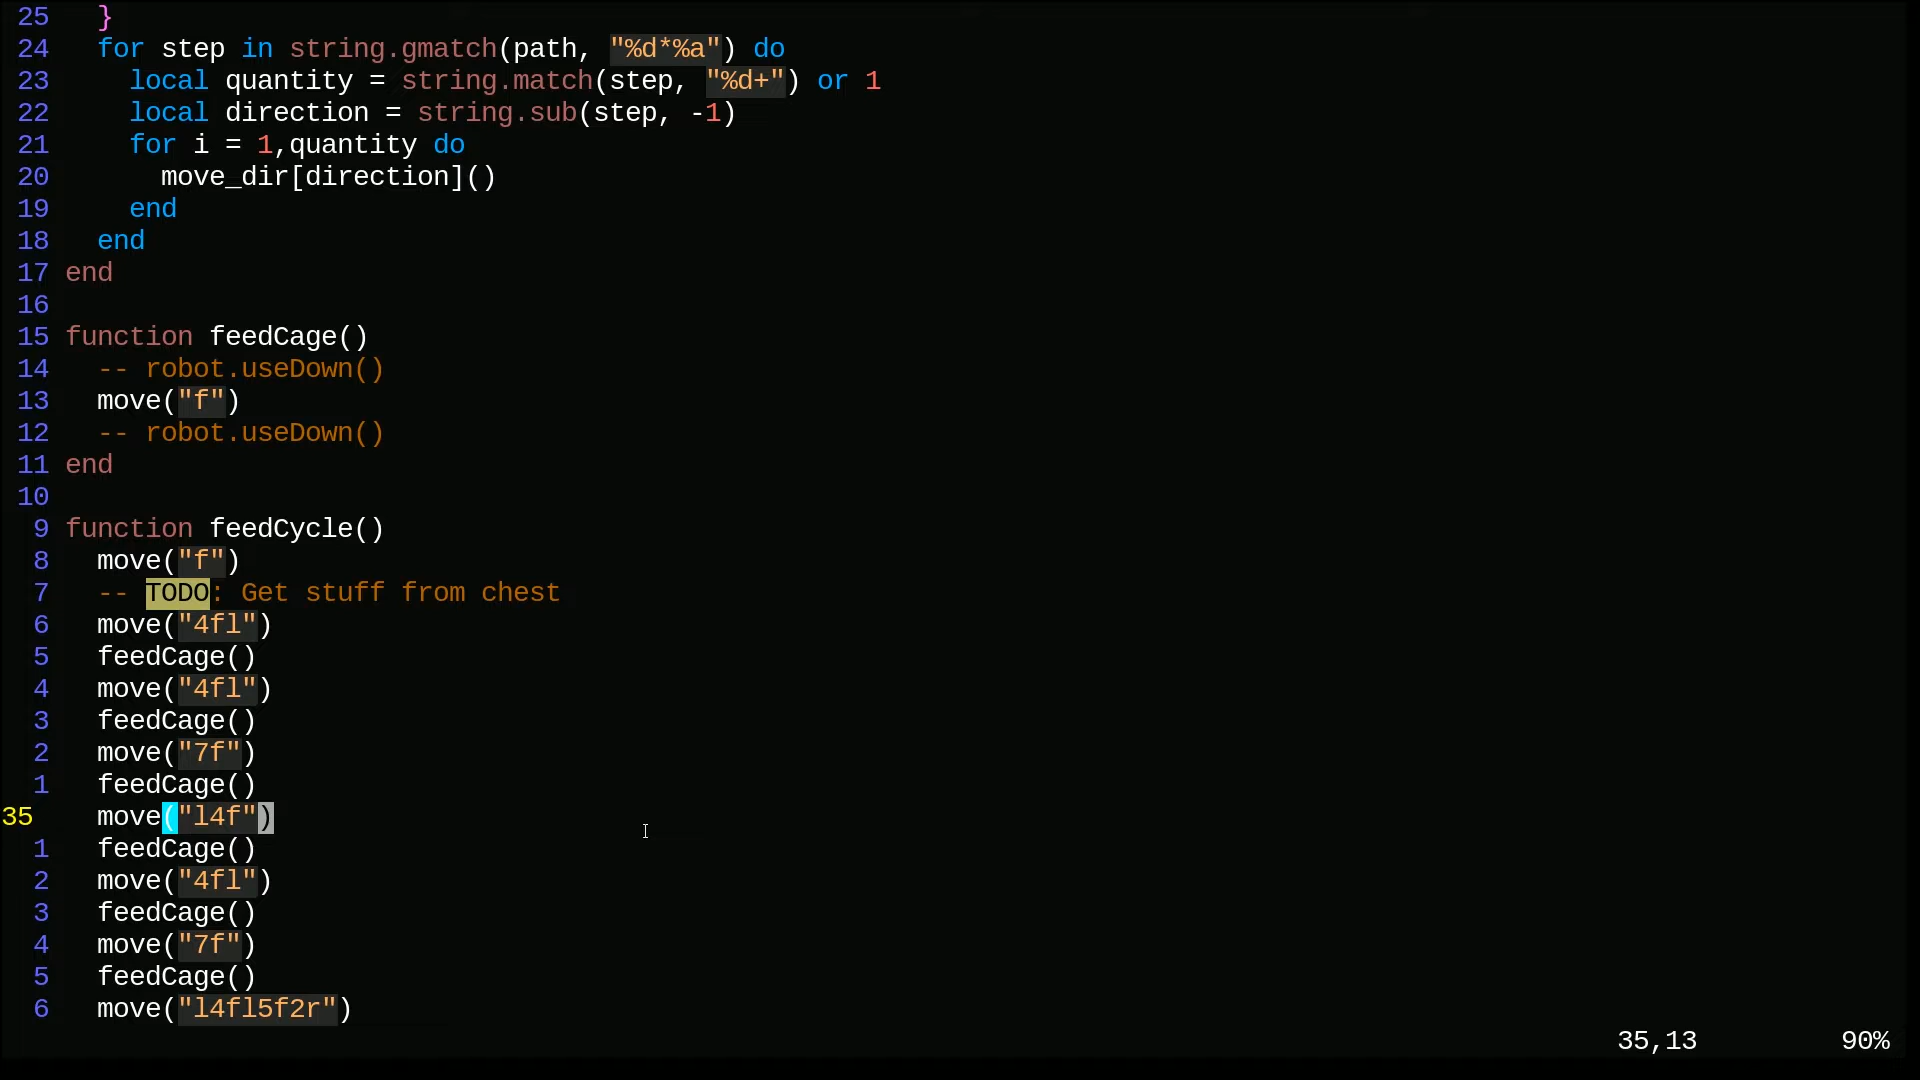 25   }
24   for step in string.gmatch(path, "%d*%a") do
23     local quantity = string.match(step, "%d+") or 1
22     local direction = string.sub(step, -1)
21     for i = 1,quantity do
20       move_dir[direction]()
19     end
18   end
17 end
16
15 function feedCage()
14   -- robot.useDown()
13   move("f")
12   -- robot.useDown()
11 end
10
9 function feedCycle()
8   move("f")
7   -- TODO: Get stuff from chest
6   move("4fl")
5   feedCage()
4   move("4fl")
3   feedCage()
2   move("7f")
1   feedCage()
35   move("l4f")
1   feedCage()
2   move("4fl")
3   feedCage()
4   move("7f")
5   feedCage()
6   move("l4fl5f2r")
35,13 90%